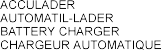 ACCULADER
AUTOMATIL-LADER
BATTERY CHARGER
CHARGEUR AUTOMATIQUE